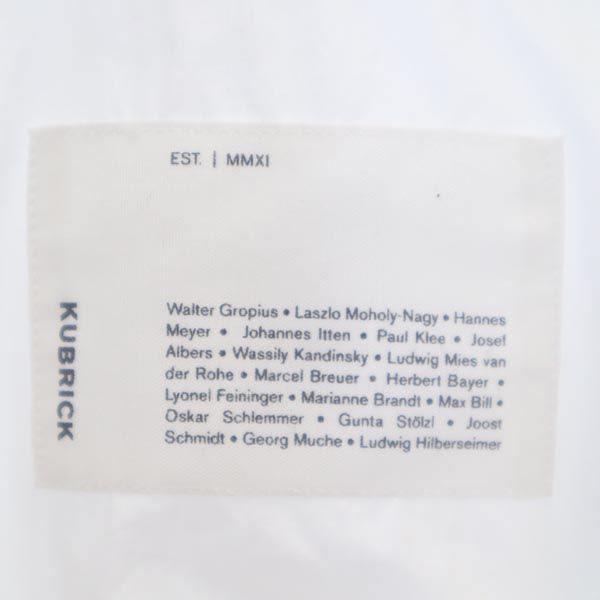 EST. | MMXI
KUBRICK
Walter Gropius • Laszlo Moholy-Nagy • Hannes
Meyer • Johannes Itten • Paul Klee • Josef
Albers • Wassily Kandinsky • Ludwig Mies van
der Rohe • Marcel Breuer • Herbert Bayer •
Lyonel Feininger • Marianne Brandt • Max Bill •
Oskar Schlemmer • Gunta Stölzl • Joost
Schmidt • Georg Muche • Ludwig Hilberseimer